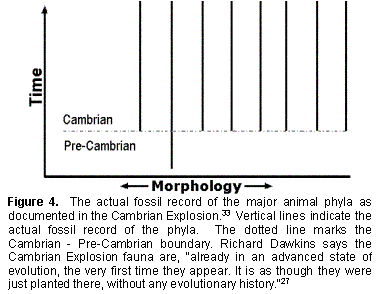 Time
Cambrian
Pre-Cambrian
Morphology
Figure 4. The actual fossil record of the major animal phyla as
documented in the Cambrian Explosion.33 Vertical lines indicate the
actual fossil record of the phyla. The dotted line marks the
Cambrian - Pre-Cambrian boundary. Richard Dawkins says the
Cambrian Explosion fauna are, "already in an advanced state of
evolution, the very first time they appear. It is as though they were
just planted there, without any evolutionary history."27